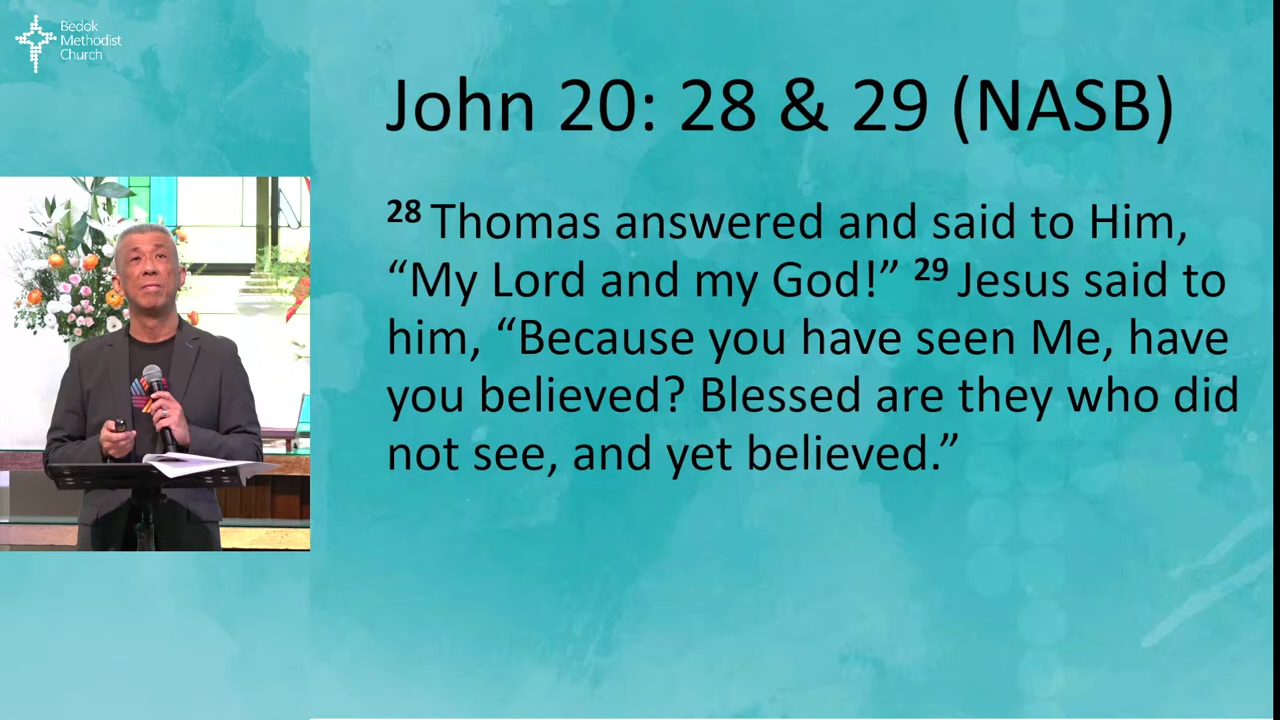 Bedok
Methodist
Church
John 20: 28 & 29 (NASB)
28 Thomas answered and said to Him,
“My Lord and my God!” 29 Jesus said to
him, “Because you have seen Me, have
you believed? Blessed are they who did
not see, and yet believed.”